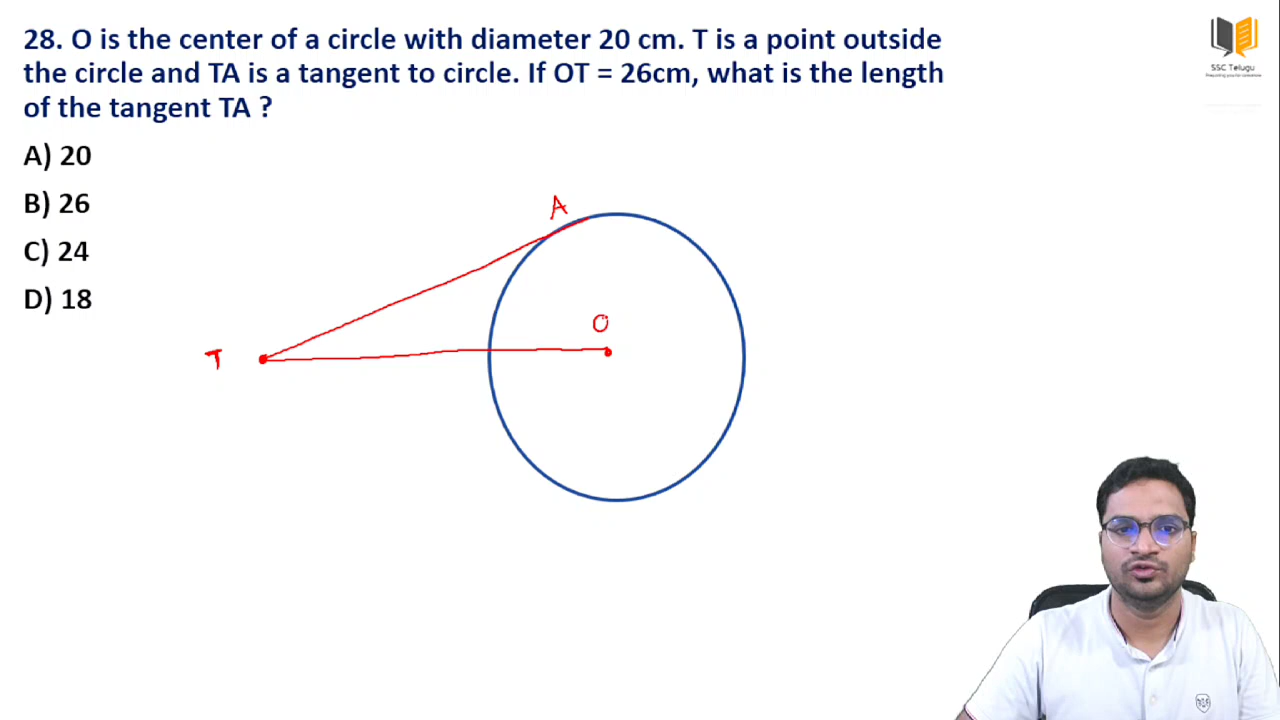 28. O is the center of a circle with diameter 20 cm. T is a point outside
the circle and TA is a tangent to circle. If OT = 26cm, what is the length
of the tangent TA ?
A) 20
B) 26
C) 24
D) 18
A
O
T
SSC Telugu